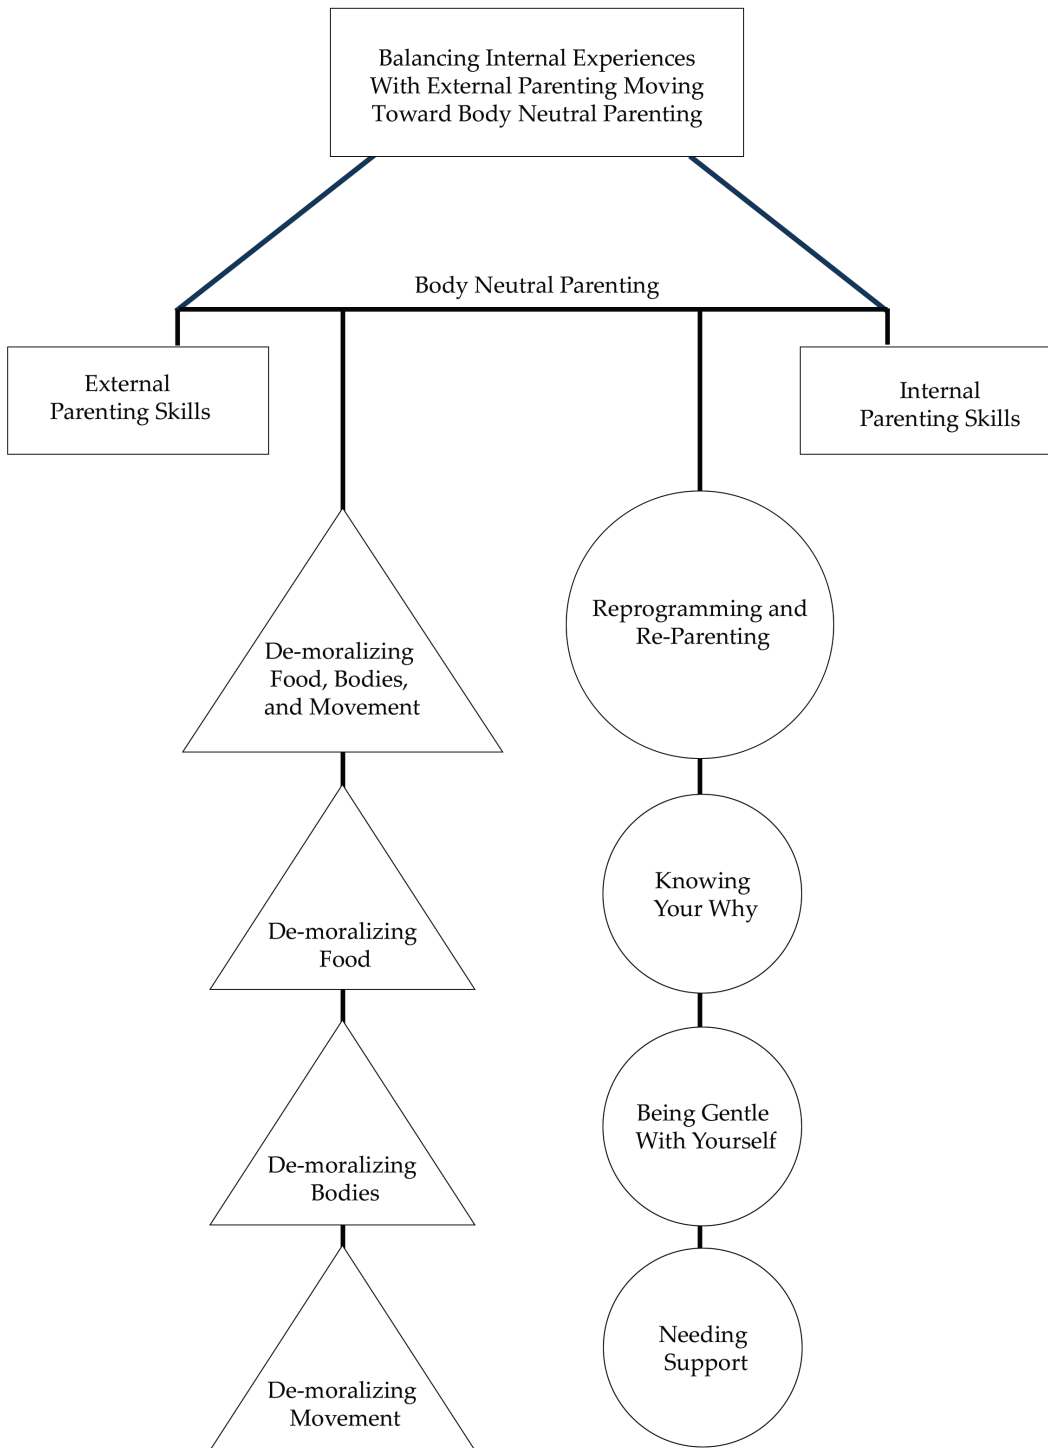 Balancing Internal Experiences
With External Parenting Moving
Toward Body Neutral Parenting
Body Neutral Parenting
External
Parenting Skills
Internal
Parenting Skills
De-moralizing
Food, Bodies,
and Movement
Reprogramming and
Re-Parenting
De-moralizing
Food
Knowing
Your Why
De-moralizing
Bodies
Being Gentle
With Yourself
De-moralizing
Movement
Needing
Support